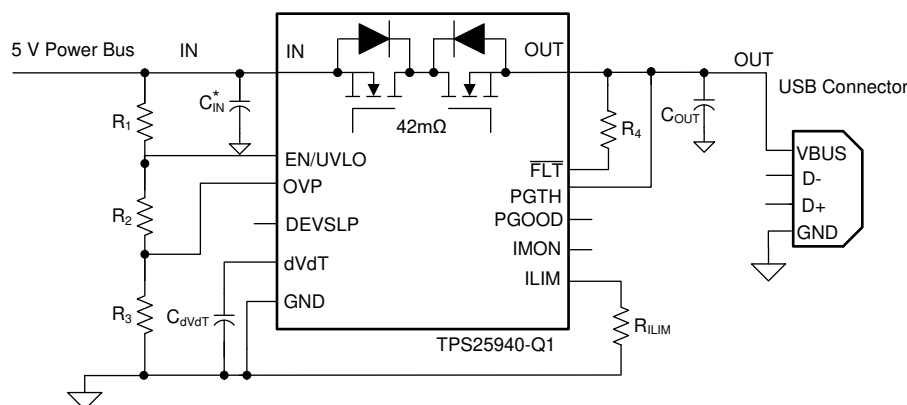 5 V Power Bus
IN
IN
OUT
OUT
USB Connector
C*IN
R1
42mΩ
R4
COUT
EN/UVLO
FLT
VBUS
OVP
PGTH
D-
R2
DEVSLP
PGOOD
D+
IMON
GND
dVdT
ILIM
GND
R3
CdVdT
RILIM
TPS25940-Q1